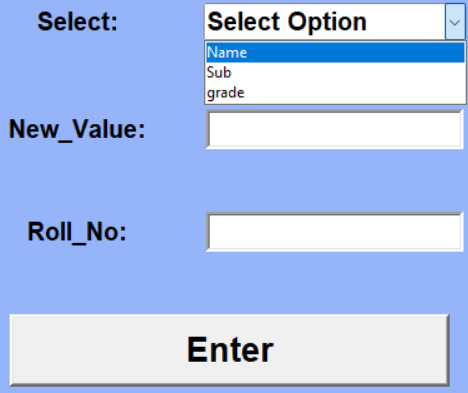 Select: Select Option
Name
Sub
grade
New_Value:
Roll_No:
Enter